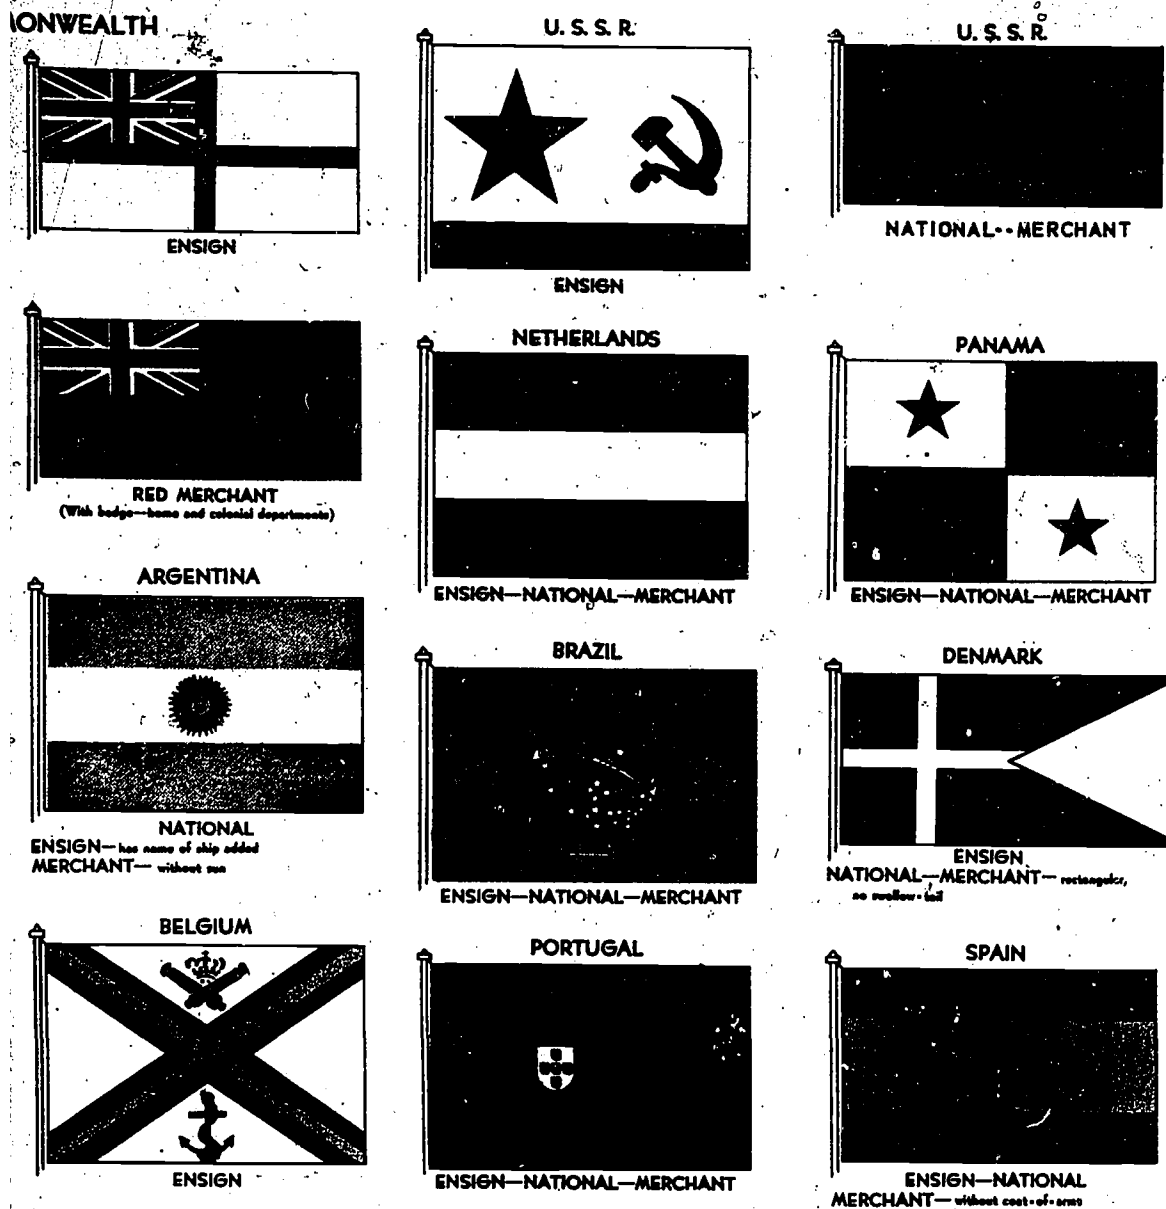 ONWEALTH
ENSIGN
RED MERCHANT
(With badge—home and colonial departments)
ARGENTINA
NATIONAL
ENSIGN—has name of ship added
MERCHANT—without sun
BELGIUM
ENSIGN
U. S. S. R.
ENSIGN
NETHERLANDS
ENSIGN—NATIONAL—MERCHANT
BRAZIL
ENSIGN—NATIONAL—MERCHANT
PORTUGAL
ENSIGN—NATIONAL—MERCHANT
U. S. S. R.
NATIONAL--MERCHANT
PANAMA
ENSIGN—NATIONAL—MERCHANT
DENMARK
ENSIGN
NATIONAL—MERCHANT—rectangular,
no swallow-tail
SPAIN
ENSIGN—NATIONAL
MERCHANT—without coat-of-arms